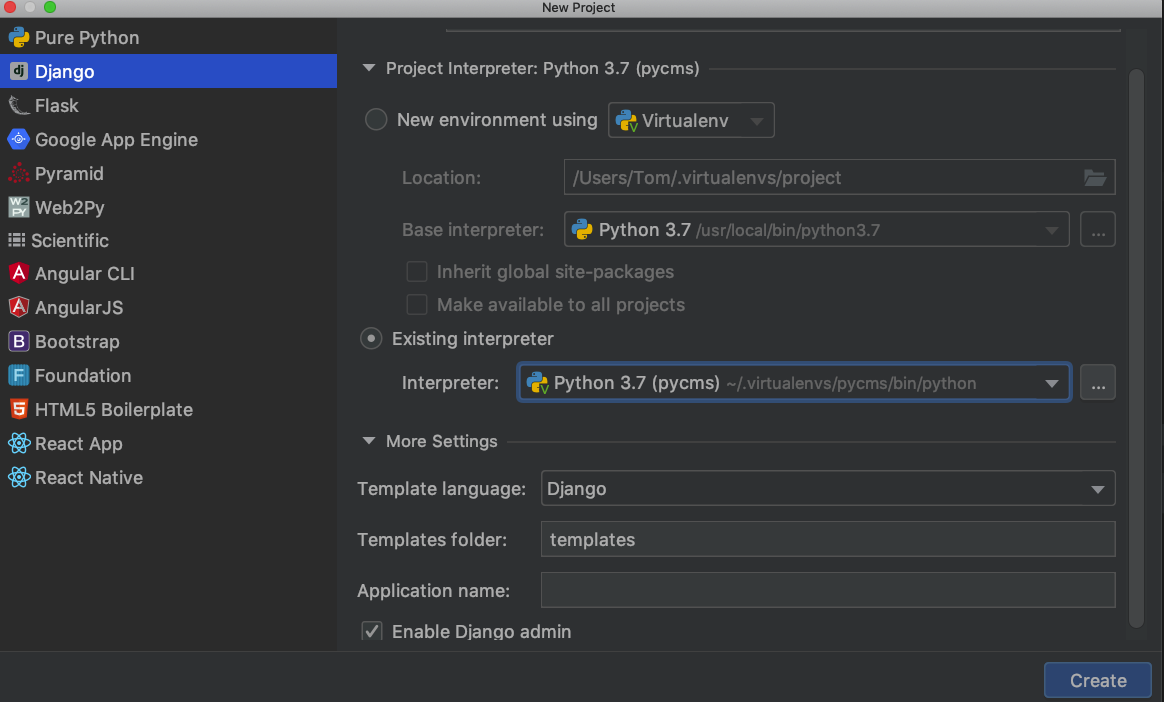 New Project
Pure Python
Django
Flask
Google App Engine
Pyramid
Web2Py
Scientific
Angular CLI
AngularJS
Bootstrap
Foundation
HTML5 Boilerplate
React App
React Native
Project Interpreter: Python 3.7 (pycms)
New environment using Virtualenv
Location: /Users/Tom/.virtualenvs/project
Base interpreter: Python 3.7 /usr/local/bin/python3.7 ...
Inherit global site-packages
Make available to all projects
Existing interpreter
Interpreter: Python 3.7 (pycms) ~/.virtualenvs/pycms/bin/python ...
More Settings
Template language: Django
Templates folder: templates
Application name:
Enable Django admin
Create